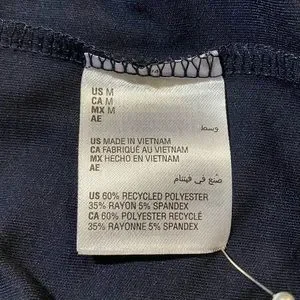 US M
CA M
MX M
AE
وسط
US MADE IN VIETNAM
CA FABRIQUÉ AU VIETNAM
MX HECHO EN VIETNAM
AE
صنع في فيتنام
US 60% RECYCLED POLYESTER
35% RAYON 5% SPANDEX
CA 60% POLYESTER RECYCLÉ
35% RAYONNE 5% SPANDEX